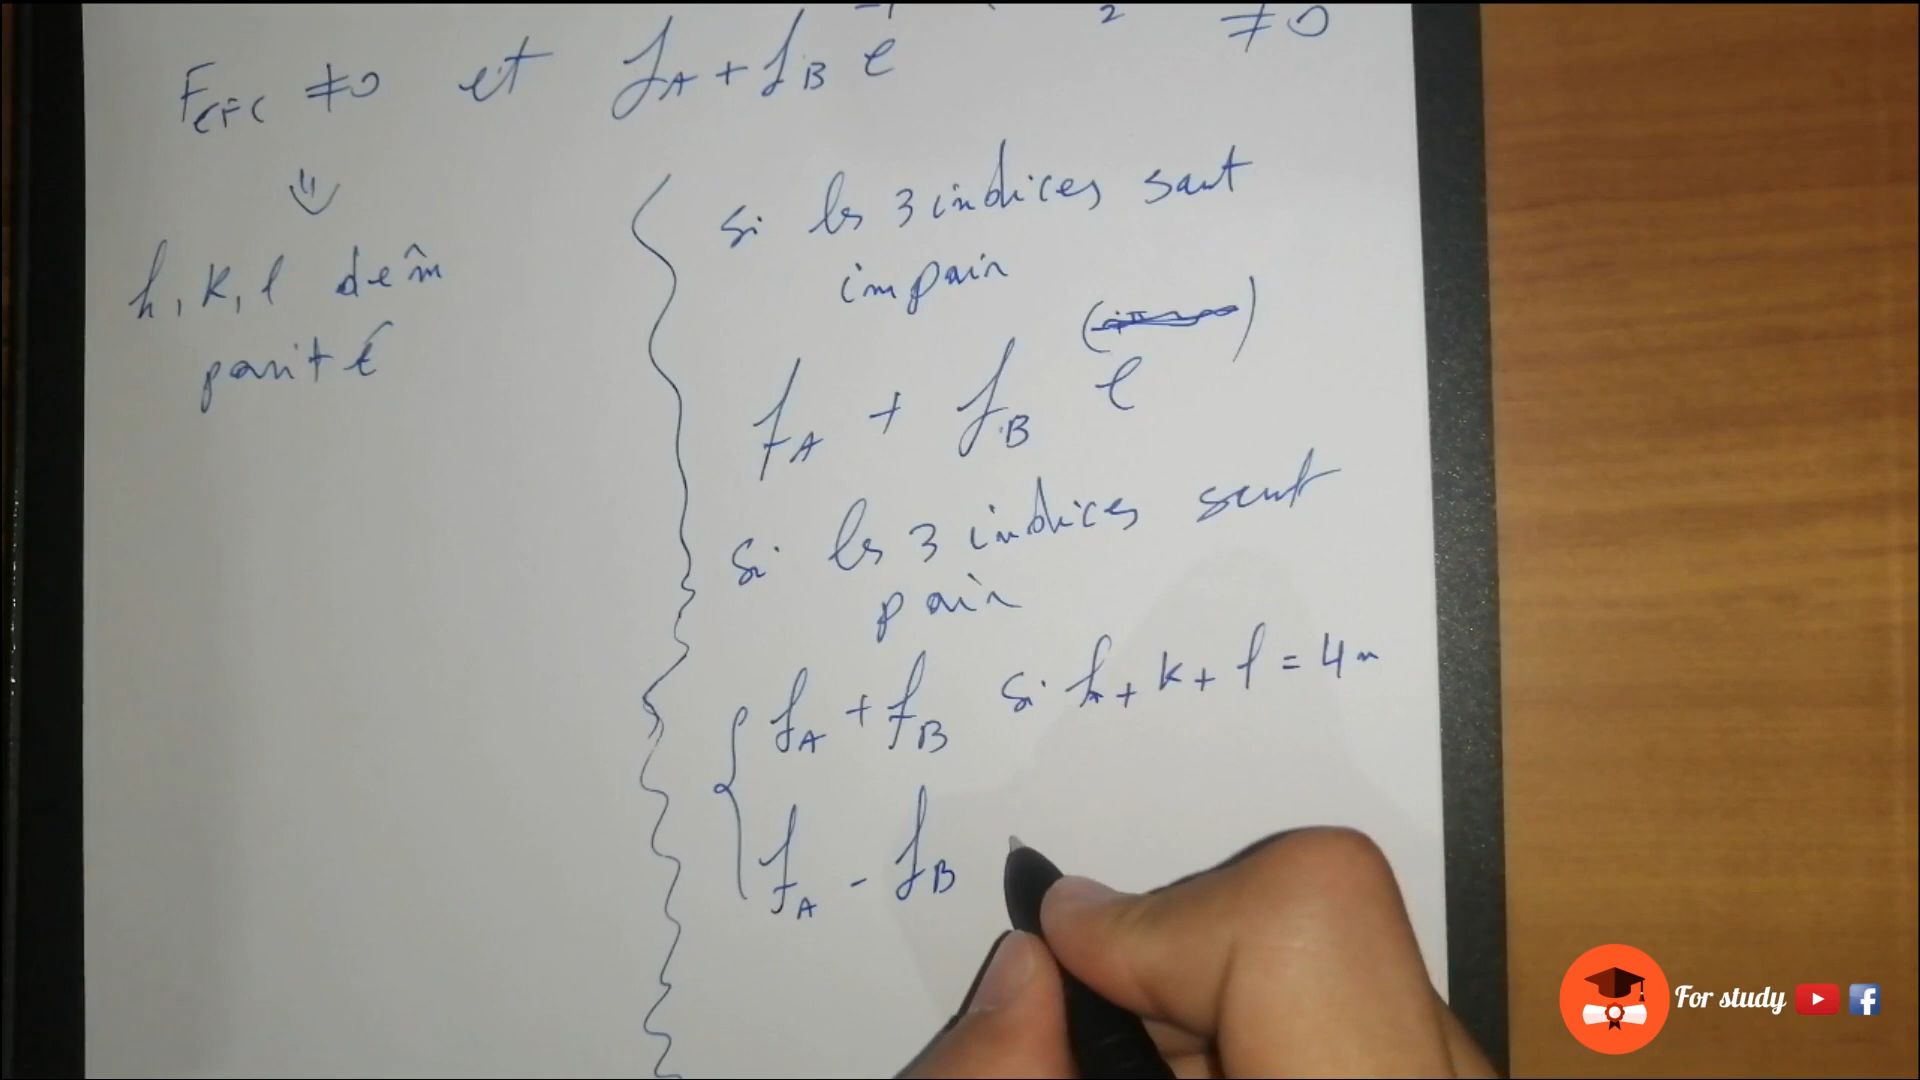 F_CFC ≠ 0 et f_A + f_B e ≠ 0
h, k, l de m̂
parité
si les 3 indices sont
impair
f_A + f_B e
si les 3 indices sont
pair
f_A + f_B si h + k + l = 4n
f_A - f_B
For study